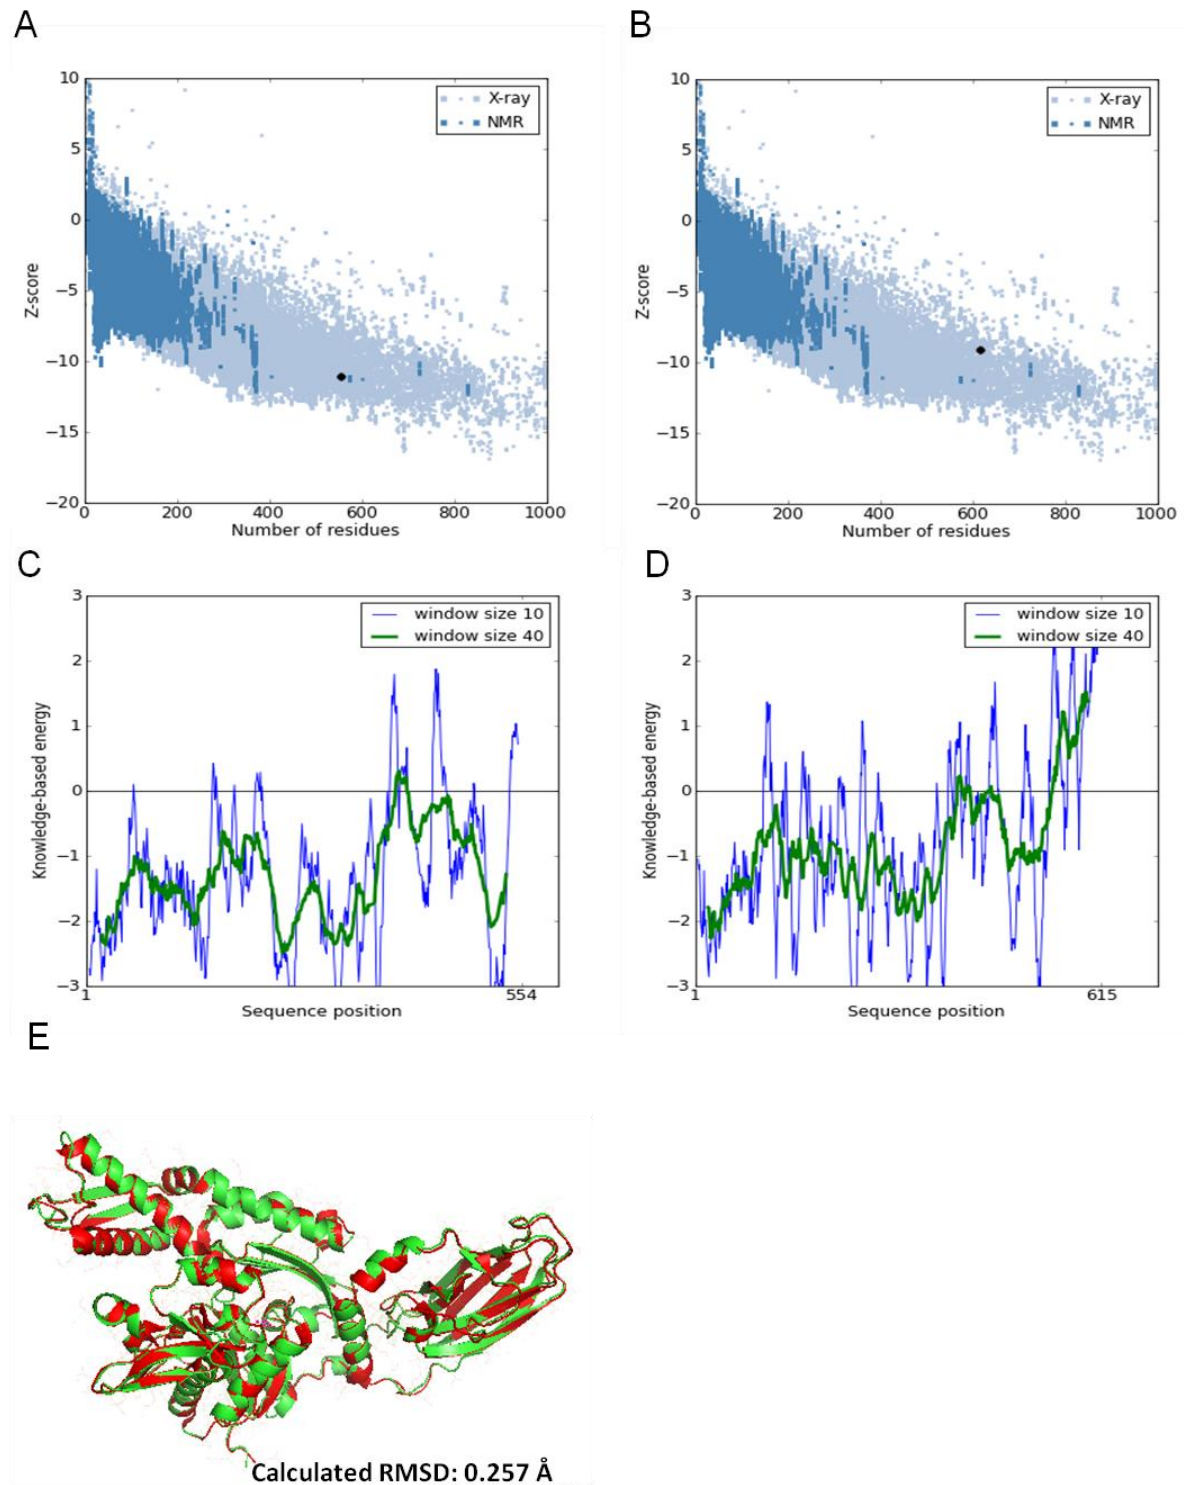 A
B
10
5
0
−5
−10
−15
−20
Z-score
X-ray
NMR
0 200 400 600 800 1000
Number of residues
10
5
0
−5
−10
−15
−20
Z-score
X-ray
NMR
0 200 400 600 800 1000
Number of residues
C
D
3
2
1
0
−1
−2
−3
Knowledge-based energy
window size 10
window size 40
1 554
Sequence position
3
2
1
0
−1
−2
−3
Knowledge-based energy
window size 10
window size 40
1 615
Sequence position
E
Calculated RMSD: 0.257 Å